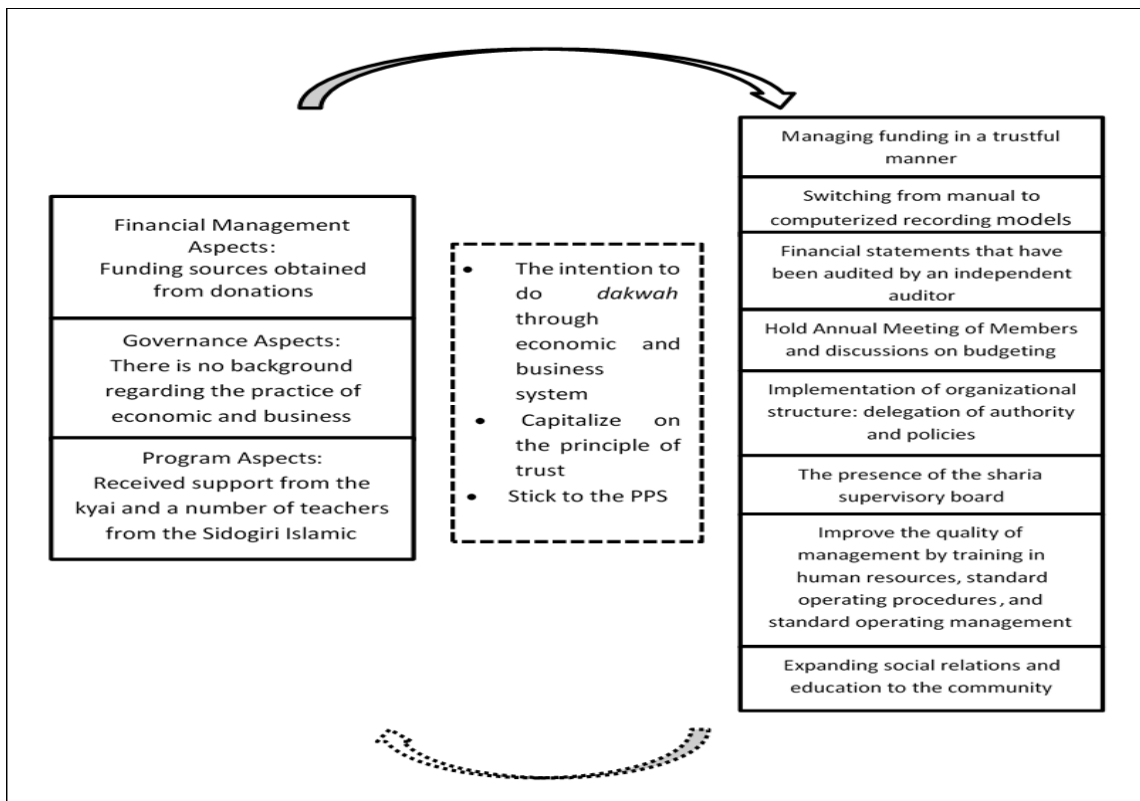 Financial Management
Aspects:
Funding sources obtained
from donations
Governance Aspects:
There is no background
regarding the practice of
economic and business
Program Aspects:
Received support from the
kyai and a number of teachers
from the Sidogiri Islamic
• The intention to
do dakwah
through
economic and
business
system
• Capitalize on
the principle of
trust
• Stick to the PPS
Managing funding in a trustful
manner
Switching from manual to
computerized recording models
Financial statements that have
been audited by an independent
auditor
Hold Annual Meeting of Members
and discussions on budgeting
Implementation of organizational
structure: delegation of authority
and policies
The presence of the sharia
supervisory board
Improve the quality of
management by training in
human resources, standard
operating procedures, and
standard operating management
Expanding social relations and
education to the community